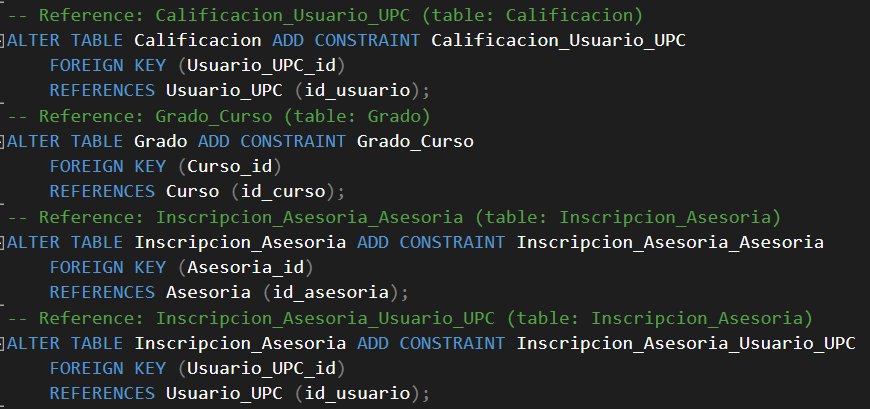 -- Reference: Calificacion_Usuario_UPC (table: Calificacion)
ALTER TABLE Calificacion ADD CONSTRAINT Calificacion_Usuario_UPC
    FOREIGN KEY (Usuario_UPC_id)
    REFERENCES Usuario_UPC (id_usuario);
-- Reference: Grado_Curso (table: Grado)
ALTER TABLE Grado ADD CONSTRAINT Grado_Curso
    FOREIGN KEY (Curso_id)
    REFERENCES Curso (id_curso);
-- Reference: Inscripcion_Asesoria_Asesoria (table: Inscripcion_Asesoria)
ALTER TABLE Inscripcion_Asesoria ADD CONSTRAINT Inscripcion_Asesoria_Asesoria
    FOREIGN KEY (Asesoria_id)
    REFERENCES Asesoria (id_asesoria);
-- Reference: Inscripcion_Asesoria_Usuario_UPC (table: Inscripcion_Asesoria)
ALTER TABLE Inscripcion_Asesoria ADD CONSTRAINT Inscripcion_Asesoria_Usuario_UPC
    FOREIGN KEY (Usuario_UPC_id)
    REFERENCES Usuario_UPC (id_usuario);